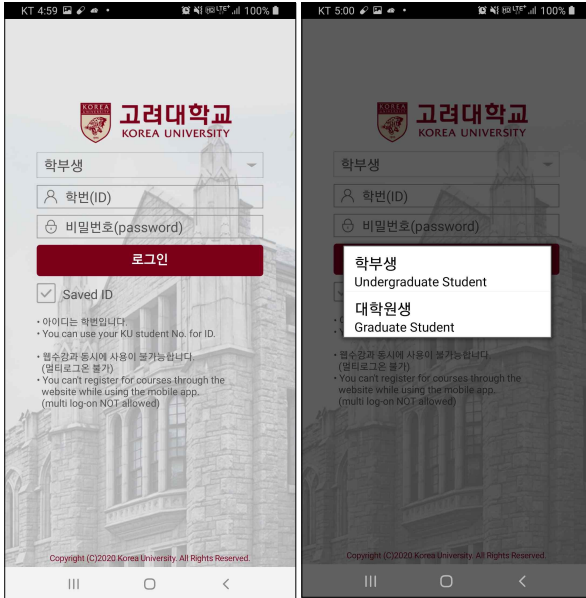 KT 4:59
100%
KOREA
고려대학교
KOREA UNIVERSITY
학부생
학번(ID)
비밀번호(password)
로그인
Saved ID
• 아이디는 학번입니다.
• You can use your KU student No. for ID.
• 웹수강과 동시에 사용이 불가능합니다.
(멀티로그온 불가)
• You can't register for courses through the
website while using the mobile app.
(multi log-on NOT allowed)
Copyright (C)2020 Korea University. All Rights Reserved.
KT 5:00
100%
KOREA
고려대학교
KOREA UNIVERSITY
학부생
학번(ID)
비밀번호(password)
학부생
Undergraduate Student
대학원생
Graduate Student
• 웹수강과 동시에 사용이 불가능합니다.
(멀티로그온 불가)
• You can't register for courses through the
website while using the mobile app.
(multi log-on NOT allowed)
Copyright (C)2020 Korea University. All Rights Reserved.